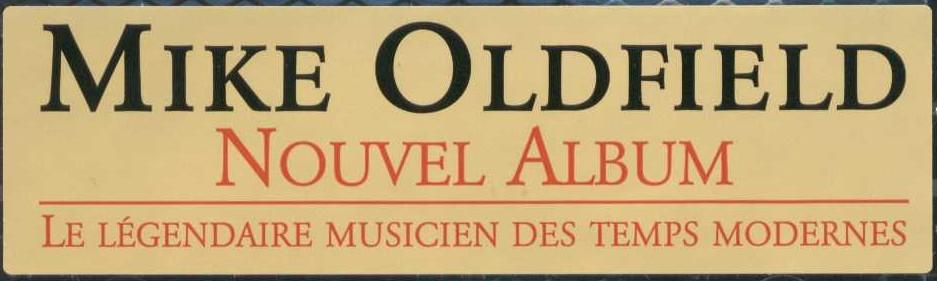 MIKE OLDFIELD
NOUVEL ALBUM
LE LÉGENDAIRE MUSICIEN DES TEMPS MODERNES